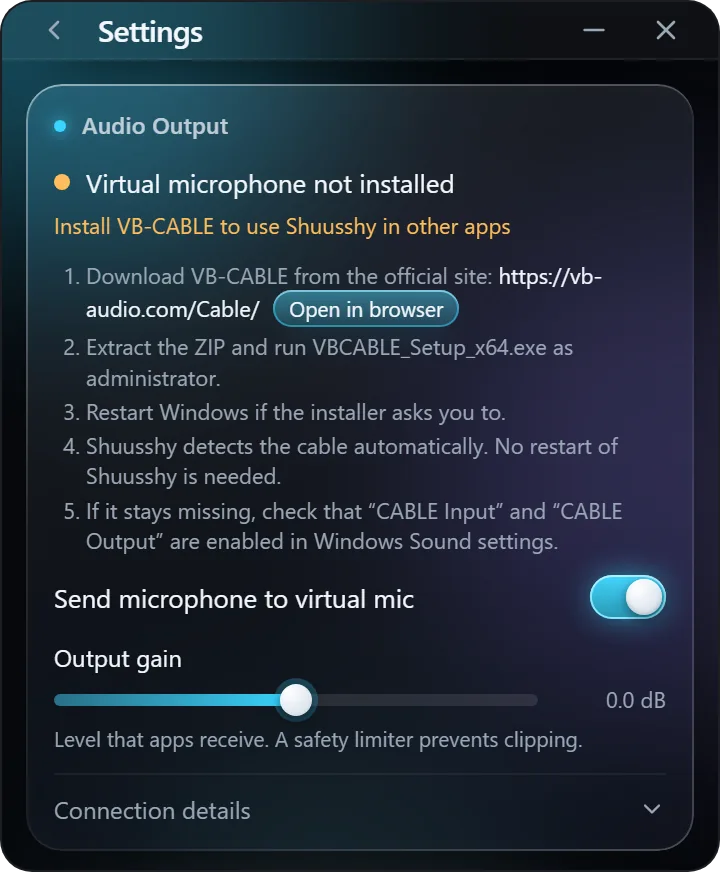 Settings
Audio Output
Virtual microphone not installed
Install VB-CABLE to use Shuusshy in other apps
1. Download VB-CABLE from the official site: https://vb-
audio.com/Cable/ Open in browser
2. Extract the ZIP and run VBCABLE_Setup_x64.exe as
administrator.
3. Restart Windows if the installer asks you to.
4. Shuusshy detects the cable automatically. No restart of
Shuusshy is needed.
5. If it stays missing, check that “CABLE Input” and “CABLE
Output” are enabled in Windows Sound settings.
Send microphone to virtual mic
Output gain
0.0 dB
Level that apps receive. A safety limiter prevents clipping.
Connection details